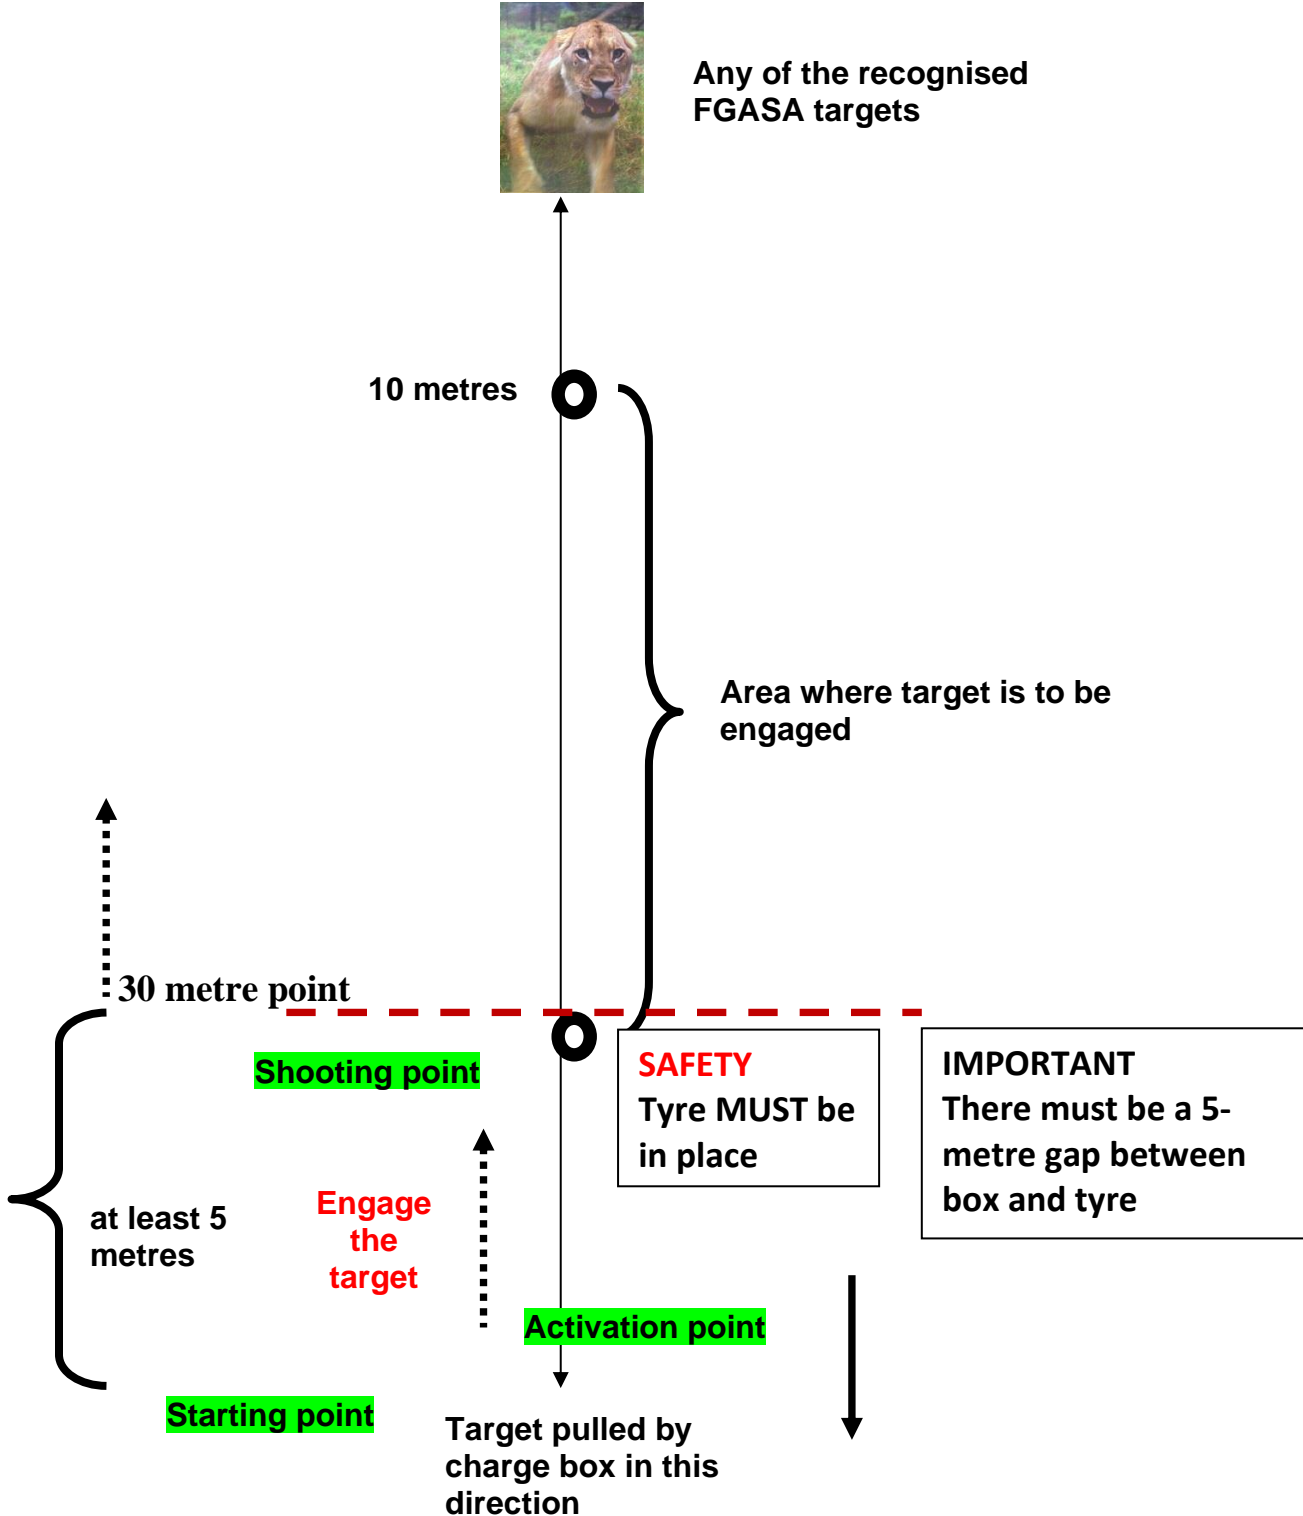 Any of the recognised
FGASA targets
10 metres
Area where target is to be
engaged
30 metre point
Shooting point
SAFETY
Tyre MUST be
in place
IMPORTANT
There must be a 5-
metre gap between
box and tyre
at least 5
metres
Engage
the
target
Activation point
Starting point
Target pulled by
charge box in this
direction